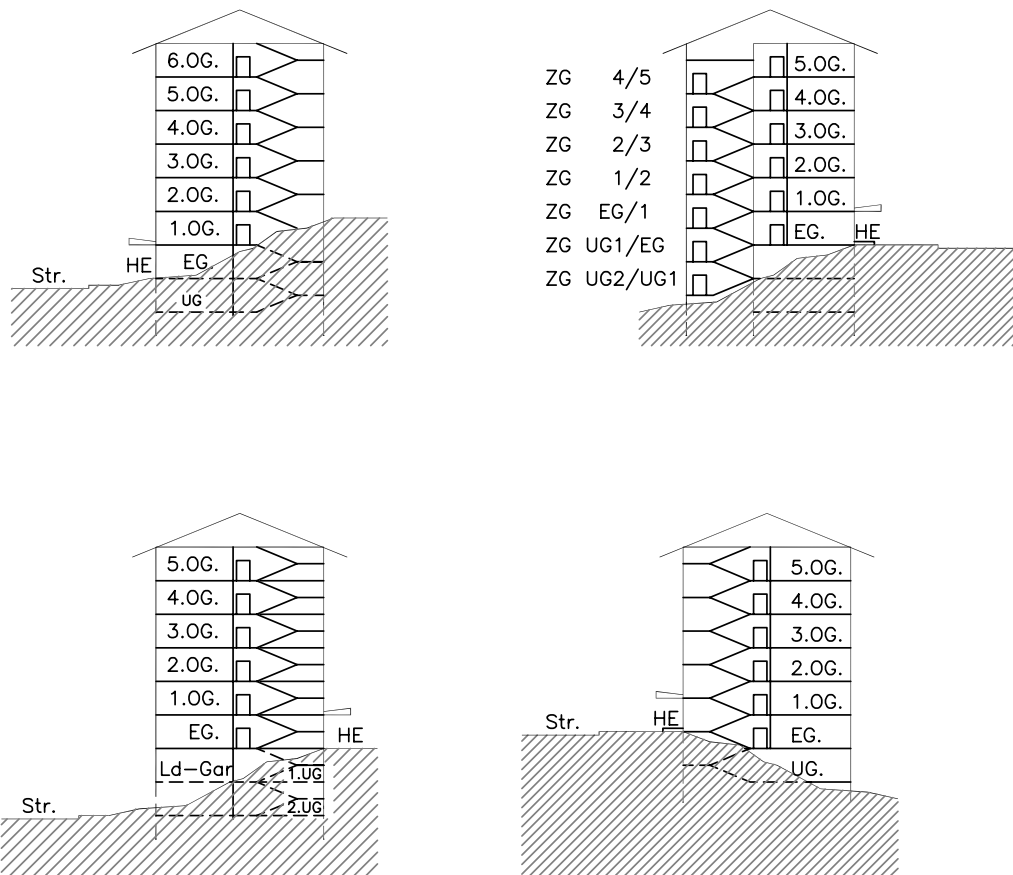 6.OG.
5.OG.
4.OG.
3.OG.
2.OG.
1.OG.
HE EG.
Str.
UG
ZG 4/5
ZG 3/4
ZG 2/3
ZG 1/2
ZG EG/1
ZG UG1/EG
ZG UG2/UG1
5.OG.
4.OG.
3.OG.
2.OG.
1.OG.
EG. HE
5.OG.
4.OG.
3.OG.
2.OG.
1.OG.
EG. HE
Ld-Gar 1.UG
Str. 2.UG
5.OG.
4.OG.
3.OG.
2.OG.
1.OG.
Str. HE EG.
UG.